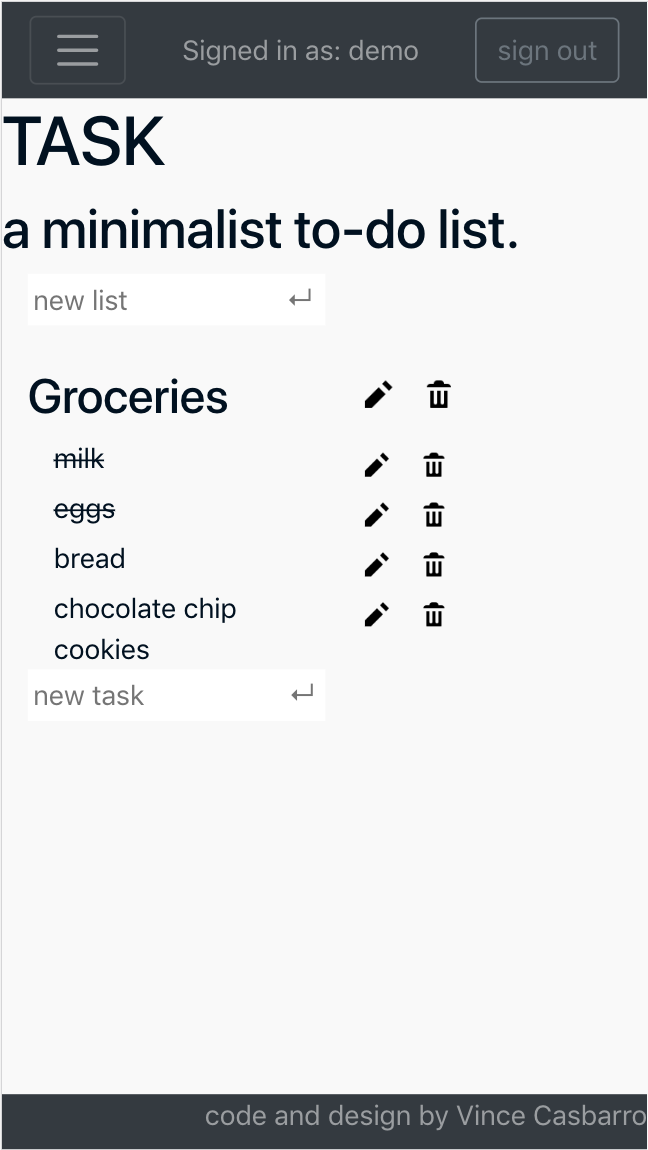 Signed in as: demo
sign out
TASK
a minimalist to-do list.
new list
Groceries
milk
eggs
bread
chocolate chip
cookies
new task
code and design by Vince Casbarro